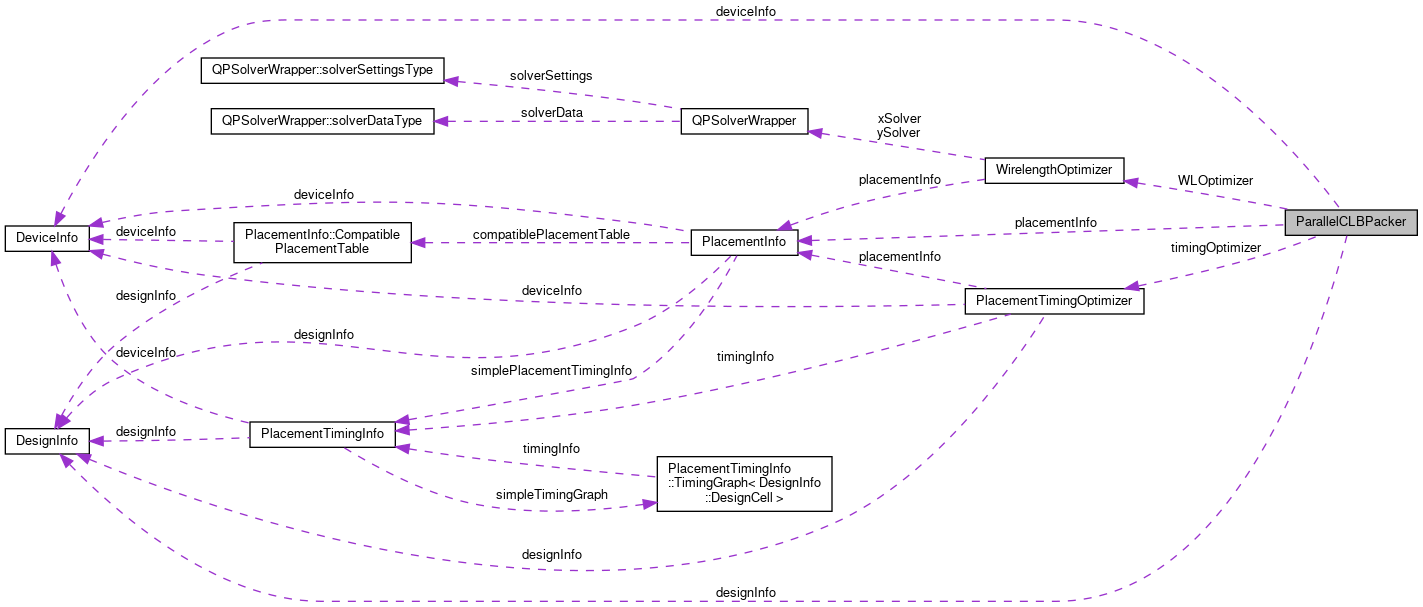 deviceInfo
QPSolverWrapper::solverSettingsType
solverSettings
QPSolverWrapper::solverDataType
solverData
QPSolverWrapper
xSolver
ySolver
WirelengthOptimizer
WLOptimizer
placementInfo
deviceInfo
ParallelCLBPacker
placementInfo
DeviceInfo
deviceInfo
PlacementInfo::Compatible
PlacementTable
compatiblePlacementTable
PlacementInfo
timingOptimizer
placementInfo
PlacementTimingOptimizer
deviceInfo
designInfo
designInfo
deviceInfo
timingInfo
simplePlacementTimingInfo
DesignInfo
designInfo
PlacementTimingInfo
timingInfo
PlacementTimingInfo
::TimingGraph< DesignInfo
::DesignCell >
simpleTimingGraph
designInfo
designInfo